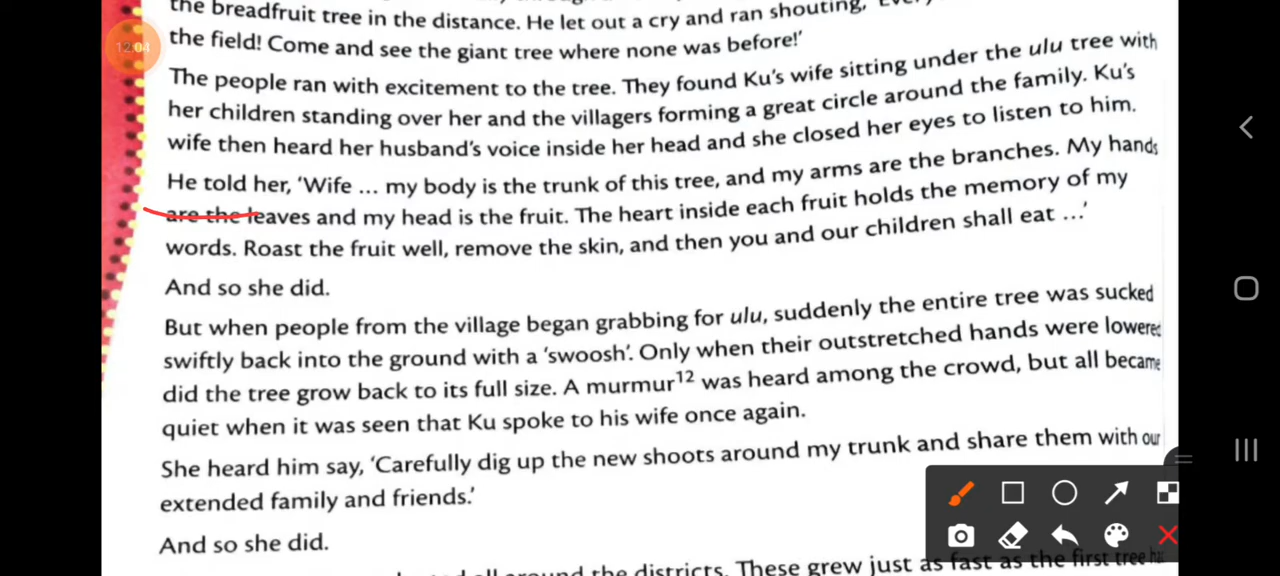 the breadfruit tree in the distance. He let out a cry and ran shouting,
12:04
the field! Come and see the giant tree where none was before!'
The people ran with excitement to the tree. They found Ku's wife sitting under the ulu tree with
her children standing over her and the villagers forming a great circle around the family. Ku's
wife then heard her husband's voice inside her head and she closed her eyes to listen to him.
He told her, 'Wife ... my body is the trunk of this tree, and my arms are the branches. My hands
are the leaves and my head is the fruit. The heart inside each fruit holds the memory of my
words. Roast the fruit well, remove the skin, and then you and our children shall eat ...'
And so she did.
But when people from the village began grabbing for ulu, suddenly the entire tree was sucked
swiftly back into the ground with a 'swoosh'. Only when their outstretched hands were lowered
did the tree grow back to its full size. A murmur12 was heard among the crowd, but all became
quiet when it was seen that Ku spoke to his wife once again.
She heard him say, 'Carefully dig up the new shoots around my trunk and share them with our
extended family and friends.'
And so she did.
all around the districts. These grew just as fast as the first tree